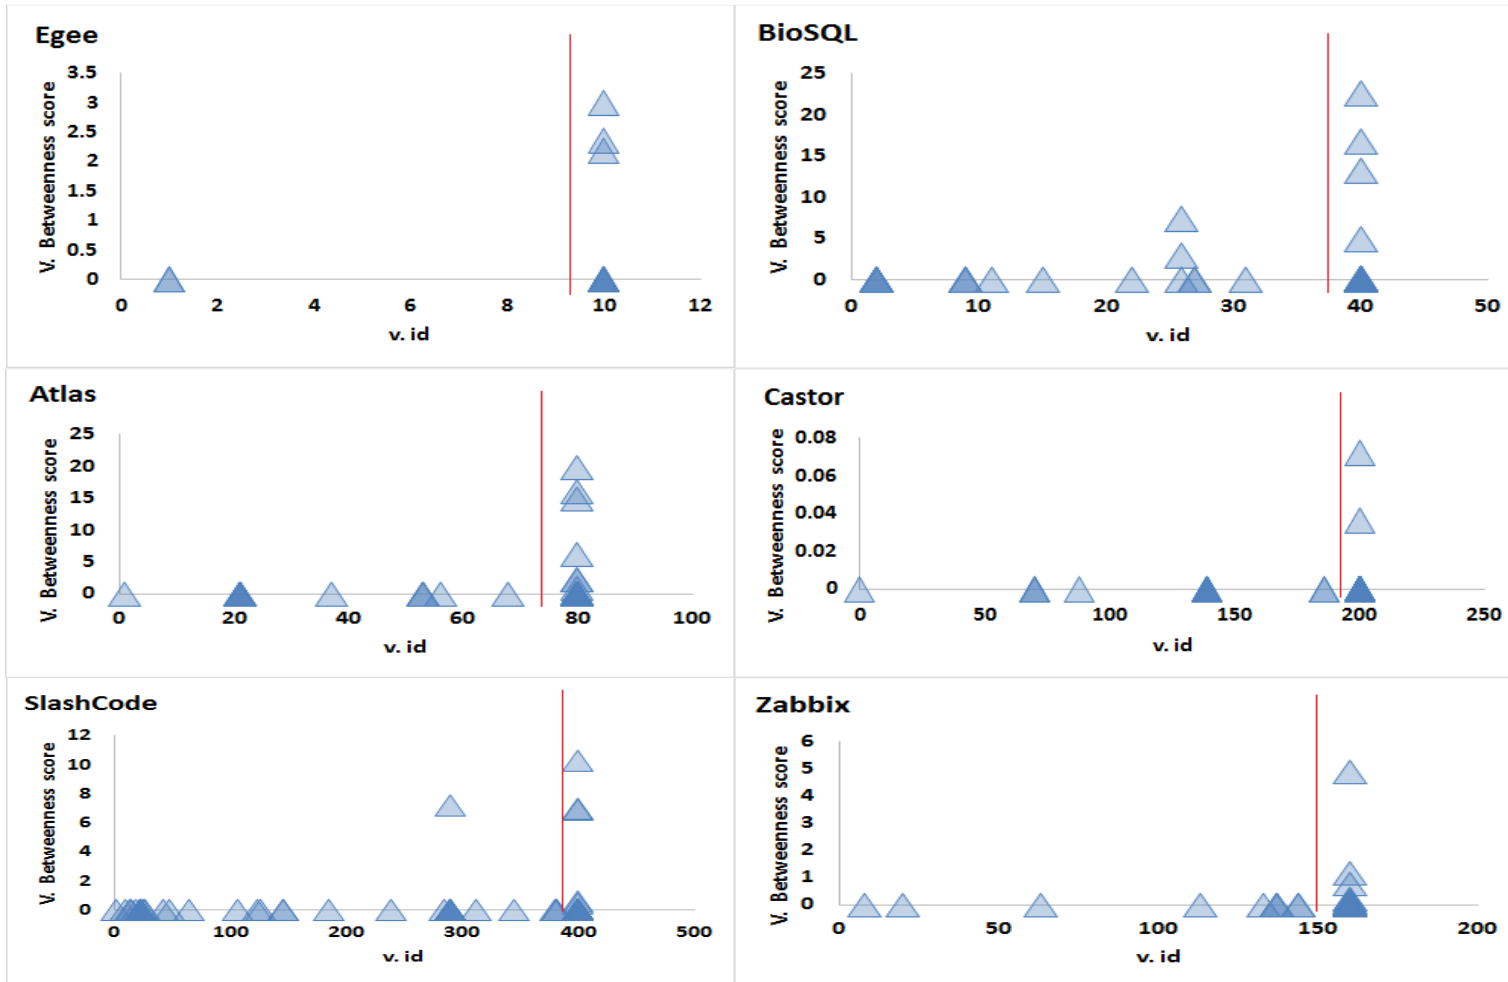 Egee
V. Betweenness score
3.5
3
2.5
2
1.5
1
0.5
0
0 2 4 6 8 10 12
v. id
BioSQL
V. Betweenness score
25
20
15
10
5
0
0 10 20 30 40 50
v. id
Atlas
V. Betweenness score
25
20
15
10
5
0
0 20 40 60 80 100
v. id
Castor
V. Betweenness score
0.08
0.06
0.04
0.02
0
0 50 100 150 200 250
v. id
SlashCode
V. Betweenness score
12
10
8
6
4
2
0
0 100 200 300 400 500
v. id
Zabbix
V. Betweenness score
6
5
4
3
2
1
0
0 50 100 150 200
v. id